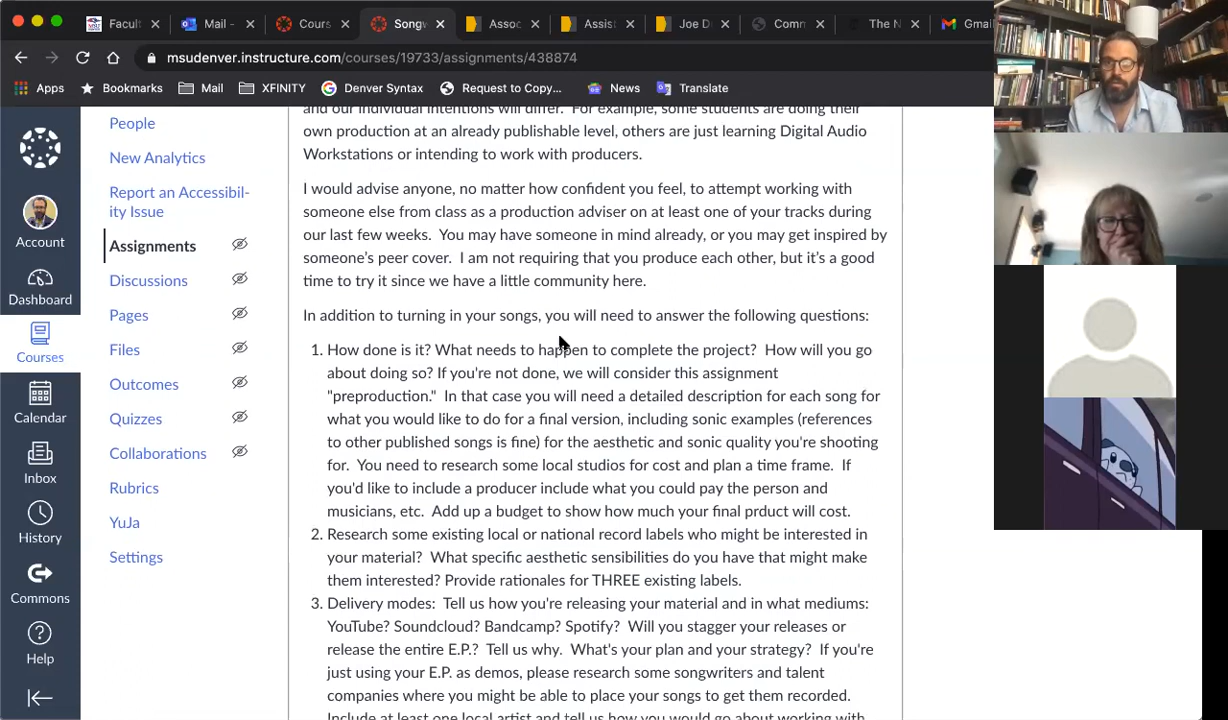 Facult
Mail -
Cours
Songw
Assoc
Assist
Joe D
Comm
The N
Gmai
msudenver.instructure.com/courses/19733/assignments/438874
Apps
Bookmarks
Mail
XFINITY
Denver Syntax
Request to Copy...
News
Translate
Account
Dashboard
Courses
Calendar
Inbox
History
Commons
Help
People
New Analytics
Report an Accessibil-
ity Issue
Assignments
Discussions
Pages
Files
Outcomes
Quizzes
Collaborations
Rubrics
YuJa
Settings
and our individual intentions will differ. For example, some students are doing their
own production at an already publishable level, others are just learning Digital Audio
Workstations or intending to work with producers.
I would advise anyone, no matter how confident you feel, to attempt working with
someone else from class as a production adviser on at least one of your tracks during
our last few weeks. You may have someone in mind already, or you may get inspired by
someone's peer cover. I am not requiring that you produce each other, but it's a good
time to try it since we have a little community here.
In addition to turning in your songs, you will need to answer the following questions:
1. How done is it? What needs to happen to complete the project? How will you go
about doing so? If you're not done, we will consider this assignment
"preproduction." In that case you will need a detailed description for each song for
what you would like to do for a final version, including sonic examples (references
to other published songs is fine) for the aesthetic and sonic quality you're shooting
for. You need to research some local studios for cost and plan a time frame. If
you'd like to include a producer include what you could pay the person and
musicians, etc. Add up a budget to show how much your final prduct will cost.
2. Research some existing local or national record labels who might be interested in
your material? What specific aesthetic sensibilities do you have that might make
them interested? Provide rationales for THREE existing labels.
3. Delivery modes: Tell us how you're releasing your material and in what mediums:
YouTube? Soundcloud? Bandcamp? Spotify? Will you stagger your releases or
release the entire E.P.? Tell us why. What's your plan and your strategy? If you're
just using your E.P. as demos, please research some songwriters and talent
companies where you might be able to place your songs to get them recorded.
Include at least one local artist and tell us how you would go about working with